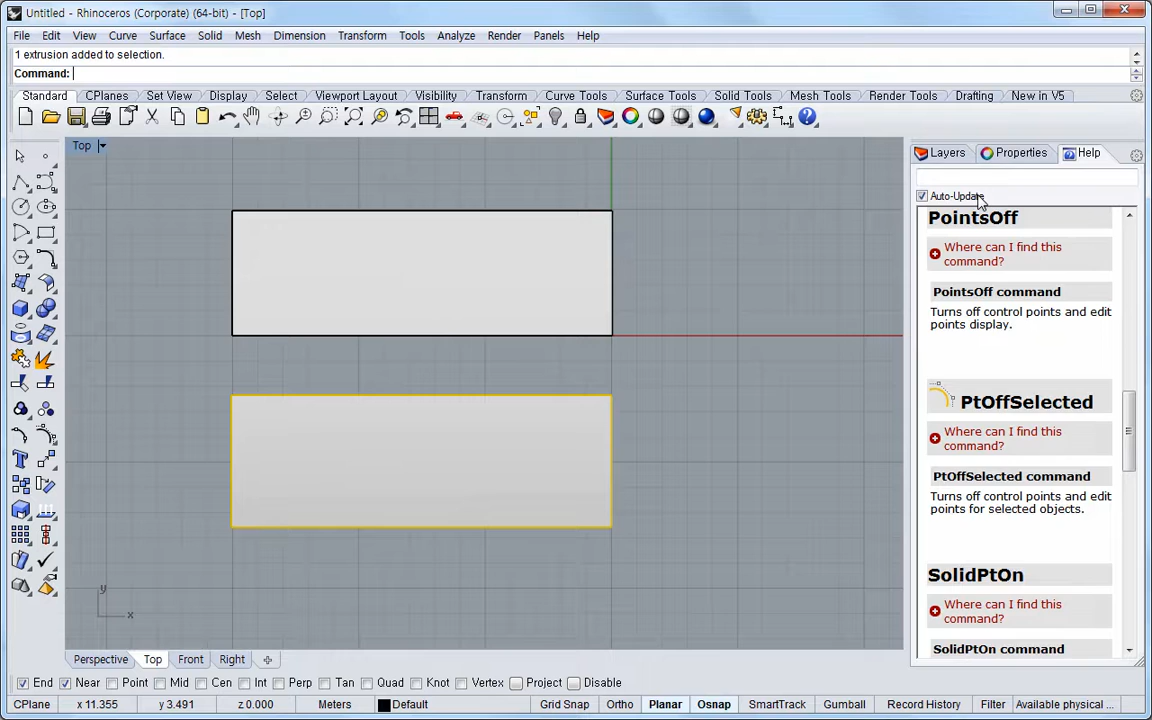 Untitled - Rhinoceros (Corporate) (64-bit) - [Top]
File Edit View Curve Surface Solid Mesh Dimension Transform Tools Analyze Render Panels Help
1 extrusion added to selection.
Command:
Standard CPlanes Set View Display Select Viewport Layout Visibility Transform Curve Tools Surface Tools Solid Tools Mesh Tools Render Tools Drafting New in V5
Top
Layers Properties Help
Auto-Update
PointsOff
Where can I find this
command?
PointsOff command
Turns off control points and edit
points display.
PtOffSelected
Where can I find this
command?
PtOffSelected command
Turns off control points and edit
points for selected objects.
SolidPtOn
Where can I find this
command?
SolidPtOn command
y
x
Perspective Top Front Right
End Near Point Mid Cen Int Perp Tan Quad Knot Vertex Project Disable
CPlane x 11.355 y 3.491 z 0.000 Meters Default Grid Snap Ortho Planar Osnap SmartTrack Gumball Record History Filter Available physical ...